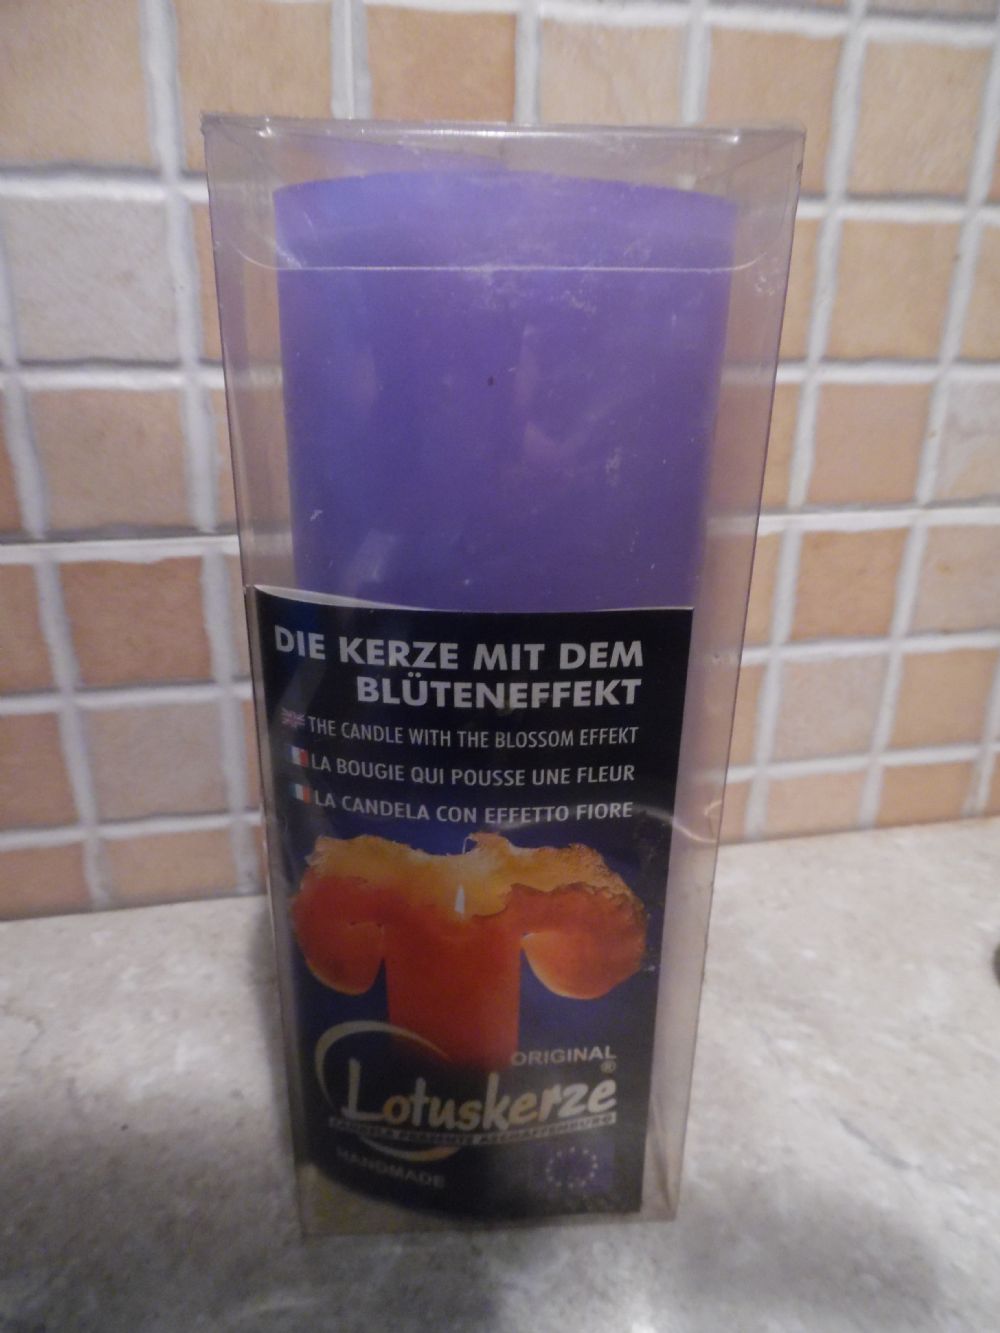 DIE KERZE MIT DEM
BLÜTENEFFEKT
THE CANDLE WITH THE BLOSSOM EFFEKT
LA BOUGIE QUI POUSSE UNE FLEUR
LA CANDELA CON EFFETTO FIORE
ORIGINAL
Lotuskerze®
ASCHAFFENBURG
HANDMADE